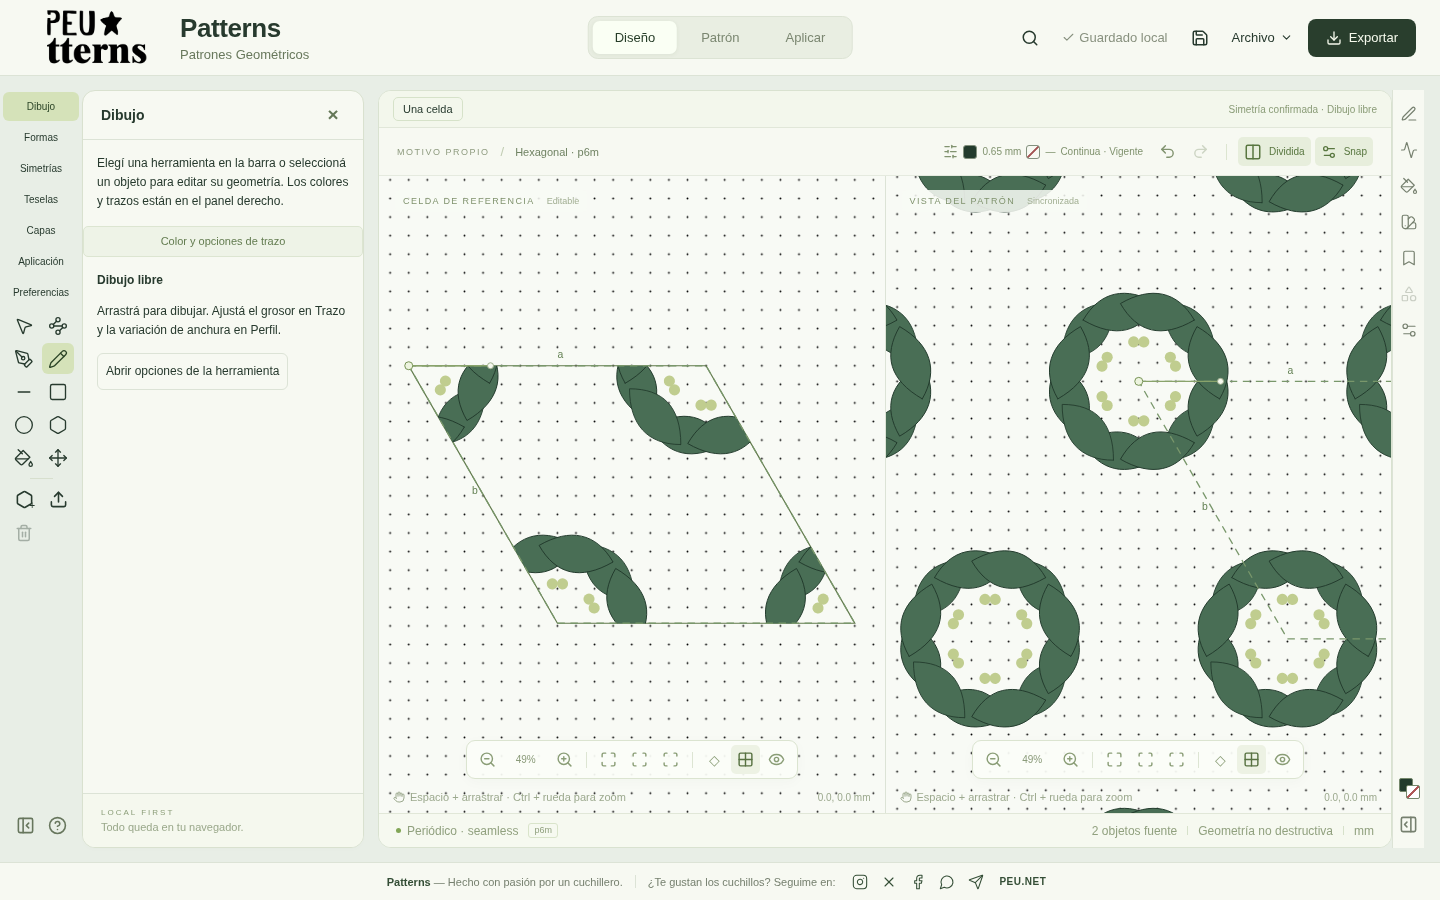 PEU★
tterns
Patterns
Patrones Geométricos
Diseño
Patrón
Aplicar
Guardado local
Archivo
Exportar
Dibujo
Formas
Simetrías
Teselas
Capas
Aplicación
Preferencias
Dibujo
Elegí una herramienta en la barra o seleccioná
un objeto para editar su geometría. Los colores
y trazos están en el panel derecho.
Color y opciones de trazo
Dibujo libre
Arrastrá para dibujar. Ajustá el grosor en Trazo
y la variación de anchura en Perfil.
Abrir opciones de la herramienta
LOCAL FIRST
Todo queda en tu navegador.
Una celda
Simetría confirmada · Dibujo libre
MOTIVO PROPIO / Hexagonal · p6m
0.65 mm — Continua · Vigente
Dividida
Snap
CELDA DE REFERENCIA Editable
a
b
49%
Espacio + arrastrar · Ctrl + rueda para zoom
0.0, 0.0 mm
VISTA DEL PATRÓN Sincronizada
a
b
49%
Espacio + arrastrar · Ctrl + rueda para zoom
0.0, 0.0 mm
Periódico · seamless p6m
2 objetos fuente
Geometría no destructiva
mm
Patterns — Hecho con pasión por un cuchillero.
¿Te gustan los cuchillos? Seguime en:
PEU.NET